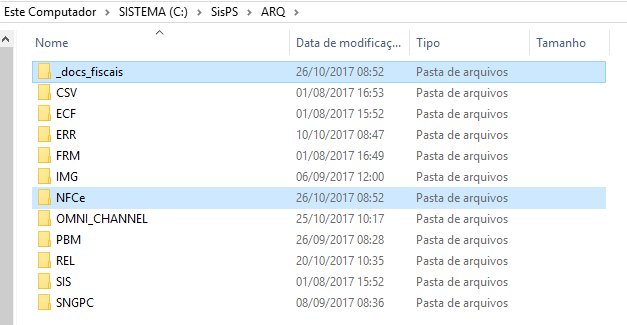 Este Computador > SISTEMA (C:) > SisPS > ARQ >
Nome Data de modificaç... Tipo Tamanho
_docs_fiscais 26/10/2017 08:52 Pasta de arquivos
CSV 01/08/2017 16:53 Pasta de arquivos
ECF 01/08/2017 15:52 Pasta de arquivos
ERR 10/10/2017 08:47 Pasta de arquivos
FRM 01/08/2017 16:49 Pasta de arquivos
IMG 06/09/2017 12:00 Pasta de arquivos
NFCe 26/10/2017 08:52 Pasta de arquivos
OMNI_CHANNEL 25/10/2017 10:17 Pasta de arquivos
PBM 26/09/2017 08:28 Pasta de arquivos
REL 20/10/2017 10:35 Pasta de arquivos
SIS 01/08/2017 15:52 Pasta de arquivos
SNGPC 08/09/2017 08:36 Pasta de arquivos